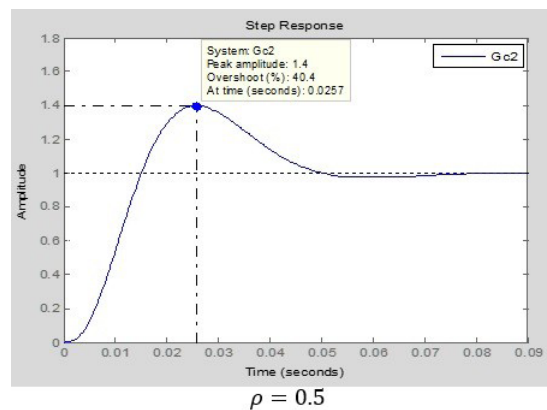 Step Response
System: Gc2
Peak amplitude: 1.4
Overshoot (%): 40.4
At time (seconds): 0.0257
Gc2
1.8
1.6
1.4
1.2
1
0.8
0.6
0.4
0.2
0
Amplitude
0 0.01 0.02 0.03 0.04 0.05 0.06 0.07 0.08 0.09
Time (seconds)
ρ = 0.5